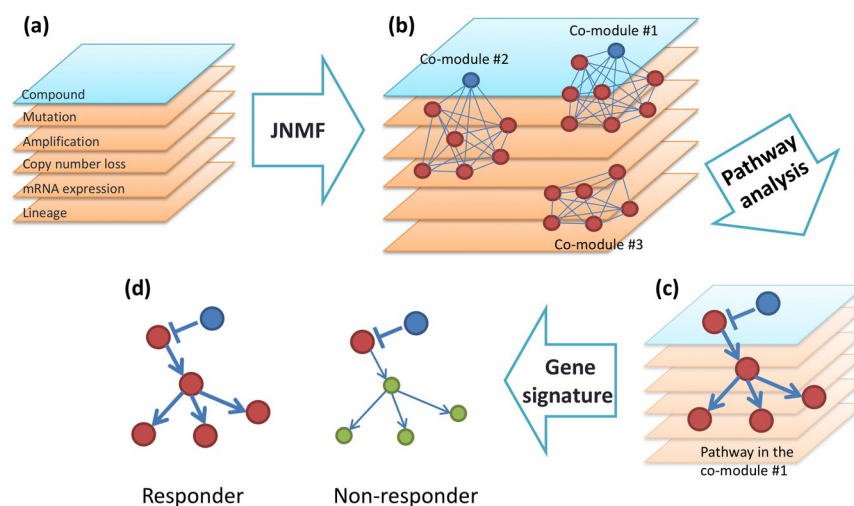 (a)
Compound
Mutation
Amplification
Copy number loss
mRNA expression
Lineage
JNMF
(b)
Co-module #1
Co-module #2
Co-module #3
Pathway
analysis
(c)
Pathway in the
co-module #1
Gene
signature
(d)
Responder
Non-responder